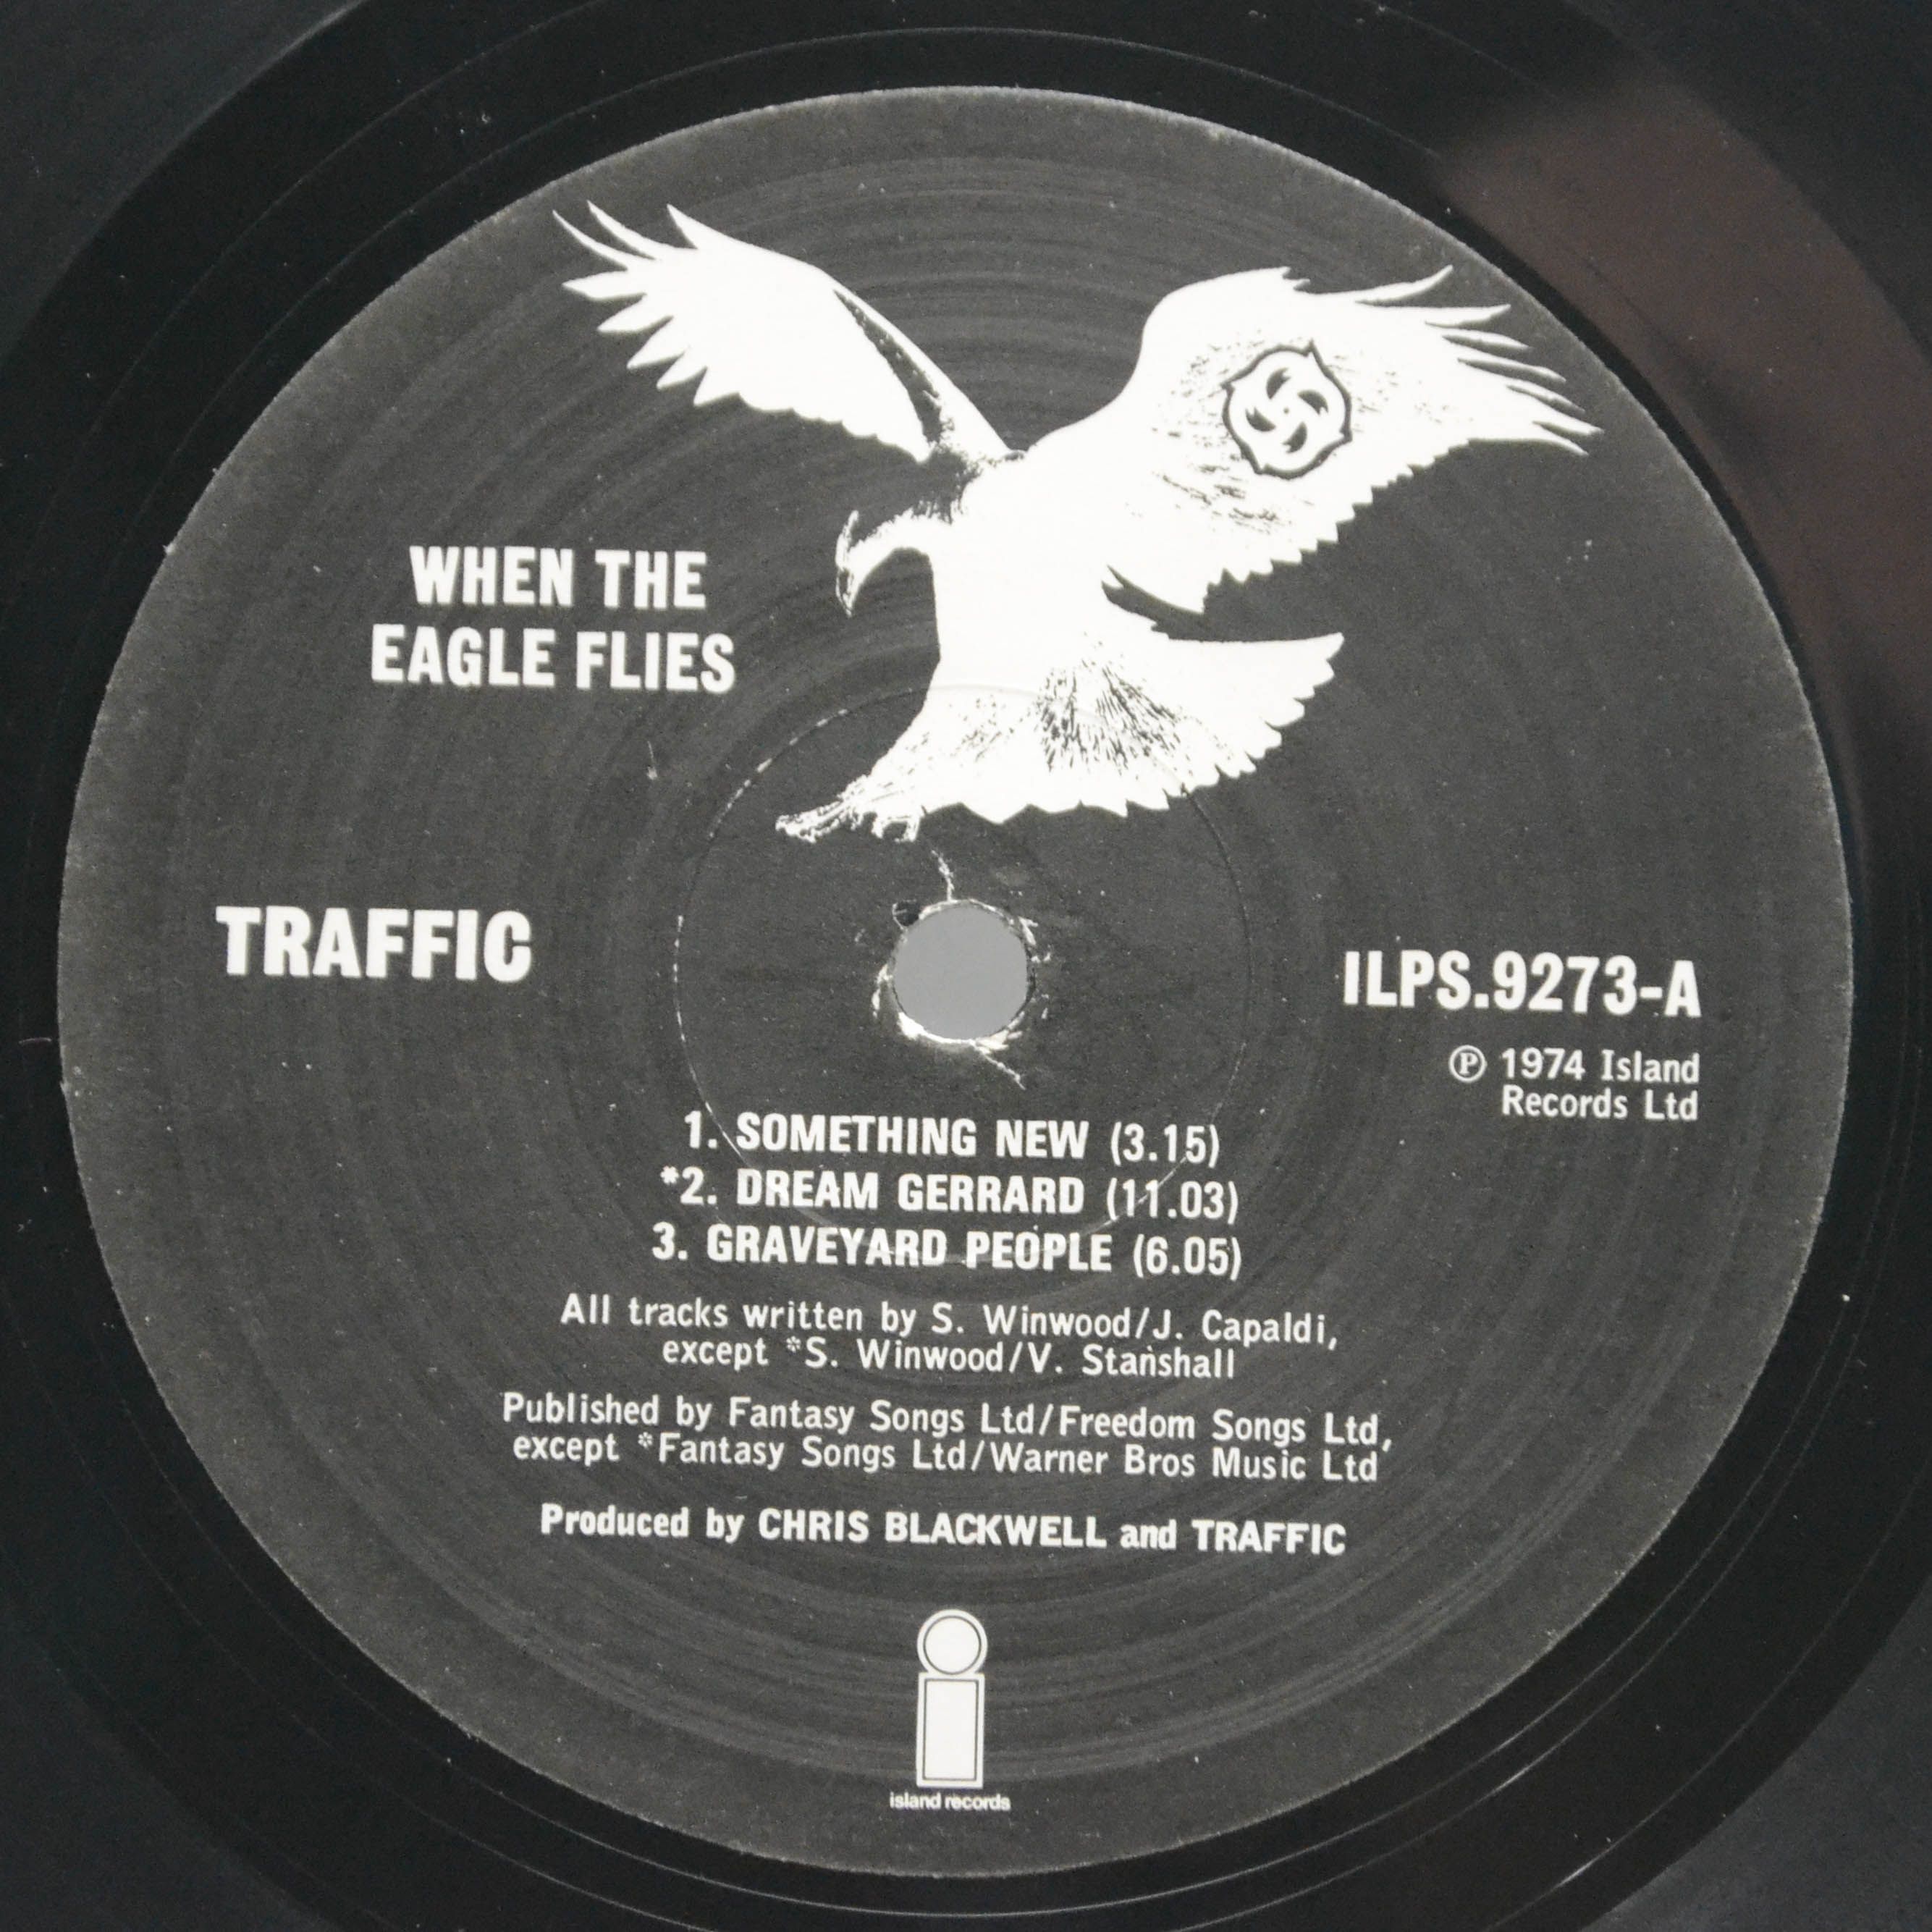 WHEN THE
EAGLE FLIES
TRAFFIC
ILPS.9273-A
℗ 1974 Island
Records Ltd
1. SOMETHING NEW (3.15)
*2. DREAM GERRARD (11.03)
3. GRAVEYARD PEOPLE (6.05)
All tracks written by S. Winwood/J. Capaldi,
except *S. Winwood/V. Stanshall
Published by Fantasy Songs Ltd/Freedom Songs Ltd,
except *Fantasy Songs Ltd/Warner Bros Music Ltd
Produced by CHRIS BLACKWELL and TRAFFIC
island records